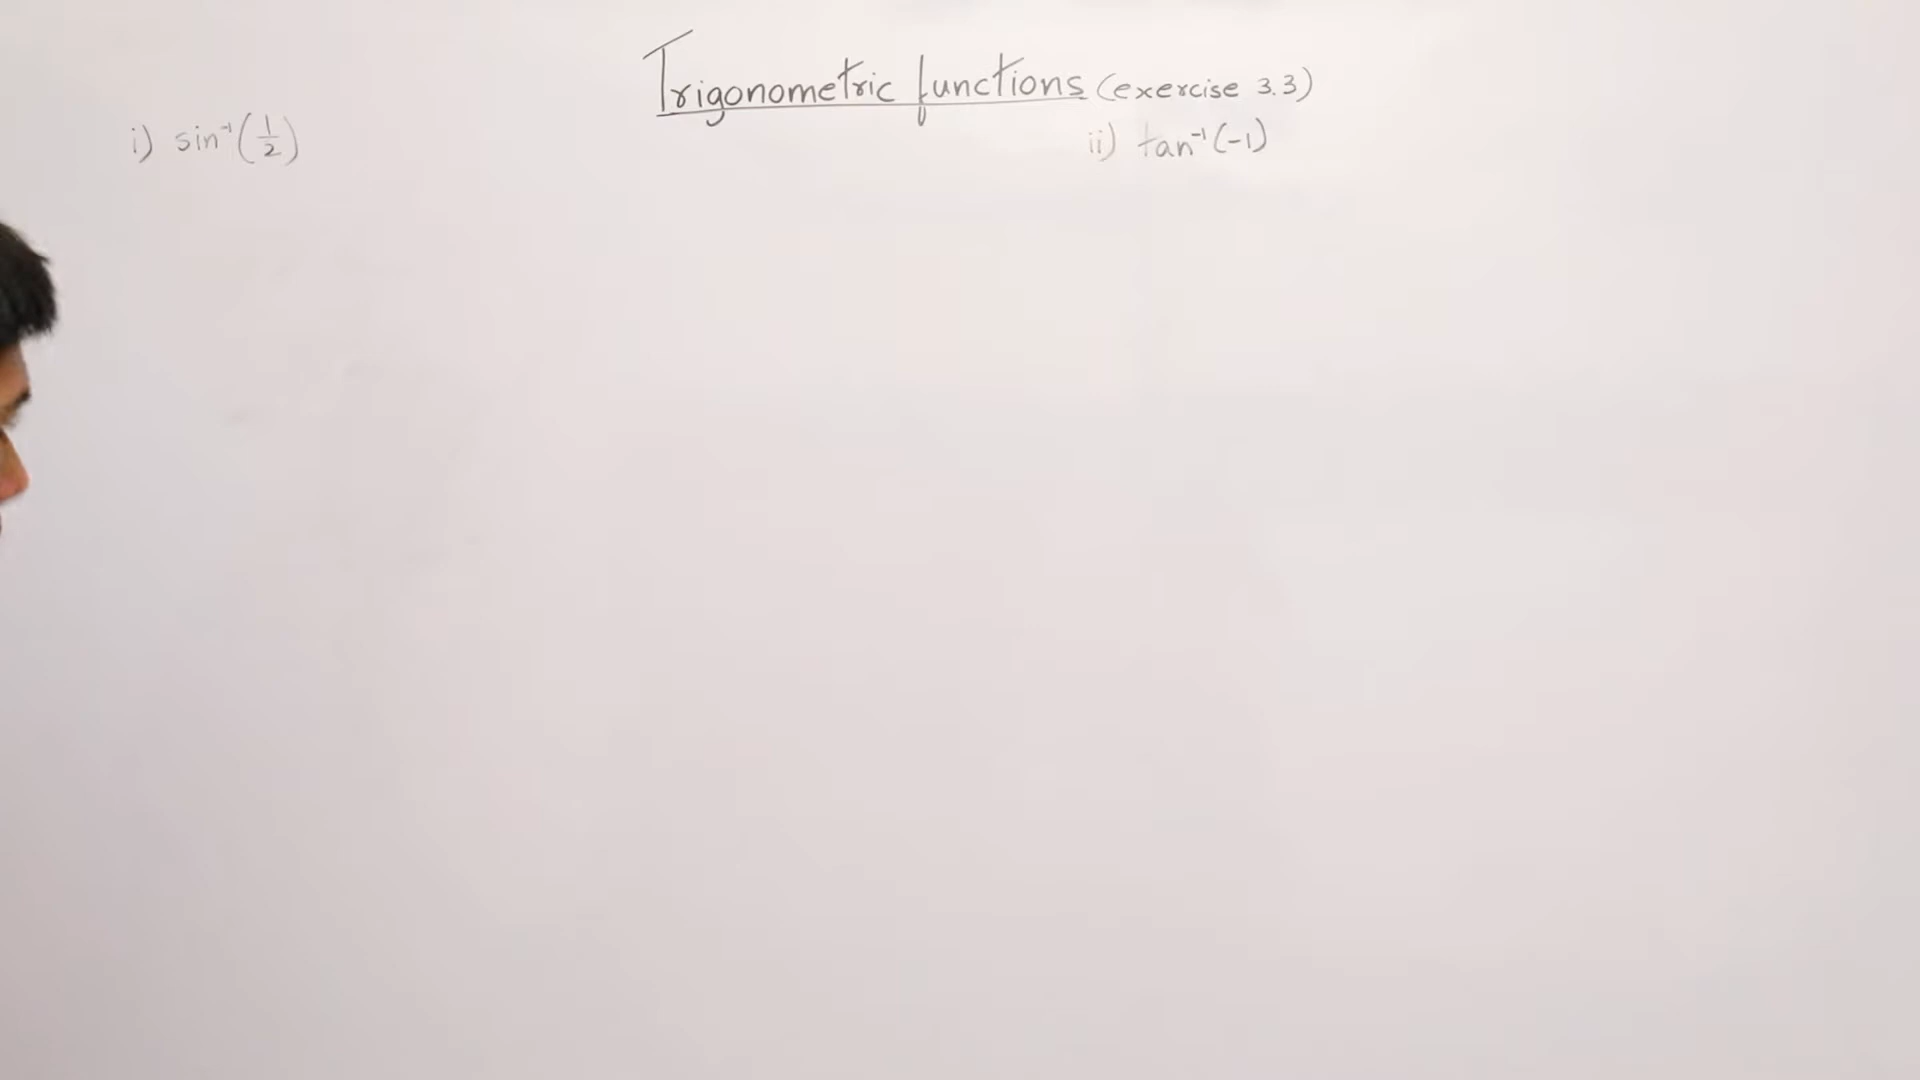 Trigonometric functions (exercise 3.3)
i) sin⁻¹(1/2)
ii) tan⁻¹(-1)